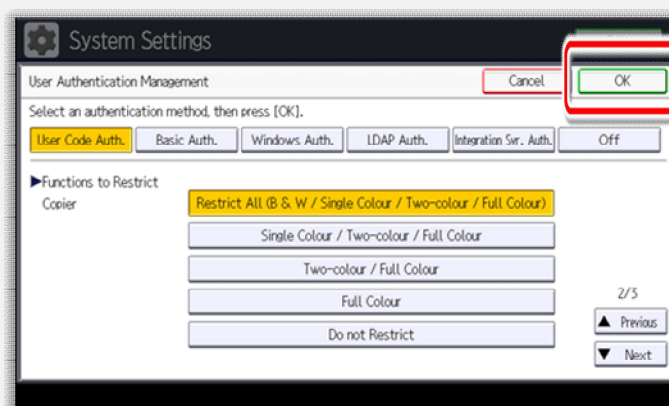 System Settings
User Authentication Management
Cancel
OK
Select an authentication method, then press [OK].
User Code Auth.
Basic Auth.
Windows Auth.
LDAP Auth.
Integration Svr. Auth.
Off
▶Functions to Restrict
Copier
Restrict All (B & W / Single Colour / Two-colour / Full Colour)
Single Colour / Two-colour / Full Colour
Two-colour / Full Colour
Full Colour
Do not Restrict
2/3
▲ Previous
▼ Next